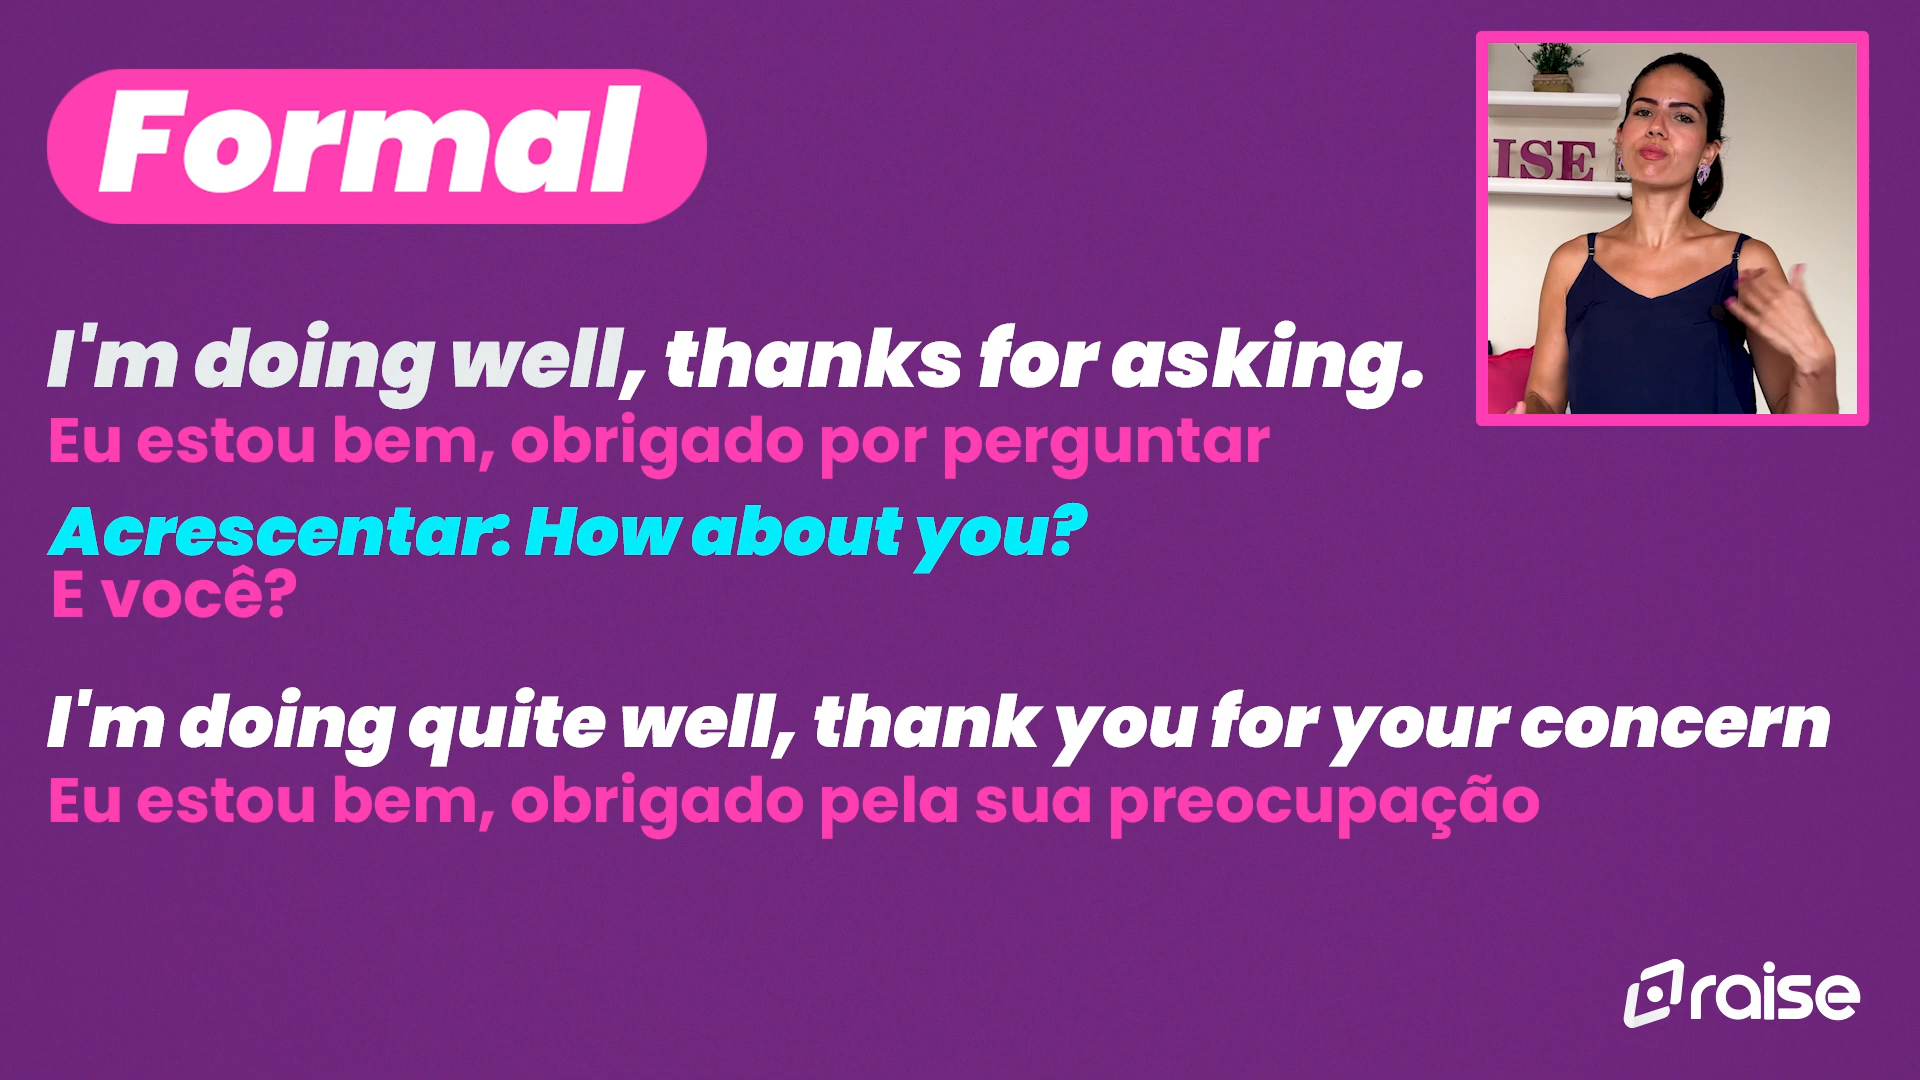 Formal
ISE
I'm doing well, thanks for asking.
Eu estou bem, obrigado por perguntar
Acrescentar: How about you?
E você?
I'm doing quite well, thank you for your concern
Eu estou bem, obrigado pela sua preocupação
raise